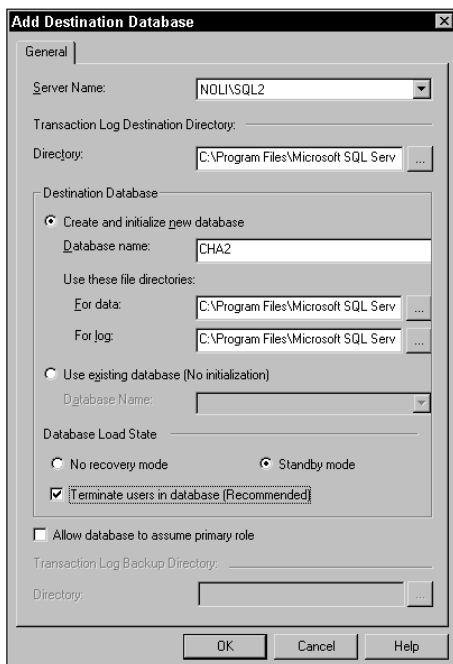 Add Destination Database
General
Server Name: NOLI\SQL2
Transaction Log Destination Directory:
Directory: C:\Program Files\Microsoft SQL Serv ...
Destination Database
Create and initialize new database
Database name: CHA2
Use these file directories:
For data: C:\Program Files\Microsoft SQL Serv ...
For log: C:\Program Files\Microsoft SQL Serv ...
Use existing database (No initialization)
Database Name:
Database Load State
No recovery mode Standby mode
Terminate users in database (Recommended)
Allow database to assume primary role
Transaction Log Backup Directory:
Directory: ...
OK Cancel Help